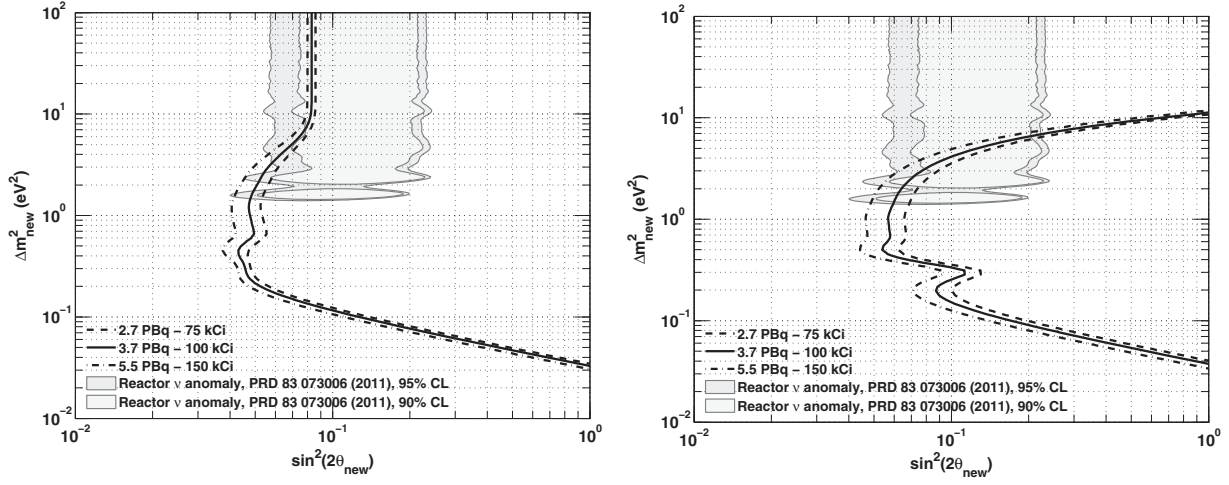 10²
10¹
10⁰
10⁻¹
10⁻²
Δm²new (eV²)
2.7 PBq – 75 kCi
3.7 PBq – 100 kCi
5.5 PBq – 150 kCi
Reactor ν anomaly, PRD 83 073006 (2011), 95% CL
Reactor ν anomaly, PRD 83 073006 (2011), 90% CL
10⁻² 10⁻¹ 10⁰
sin²(2θnew)
10²
10¹
10⁰
10⁻¹
10⁻²
Δm²new (eV²)
2.7 PBq – 75 kCi
3.7 PBq – 100 kCi
5.5 PBq – 150 kCi
Reactor ν anomaly, PRD 83 073006 (2011), 95% CL
Reactor ν anomaly, PRD 83 073006 (2011), 90% CL
10⁻² 10⁻¹ 10⁰
sin²(2θnew)